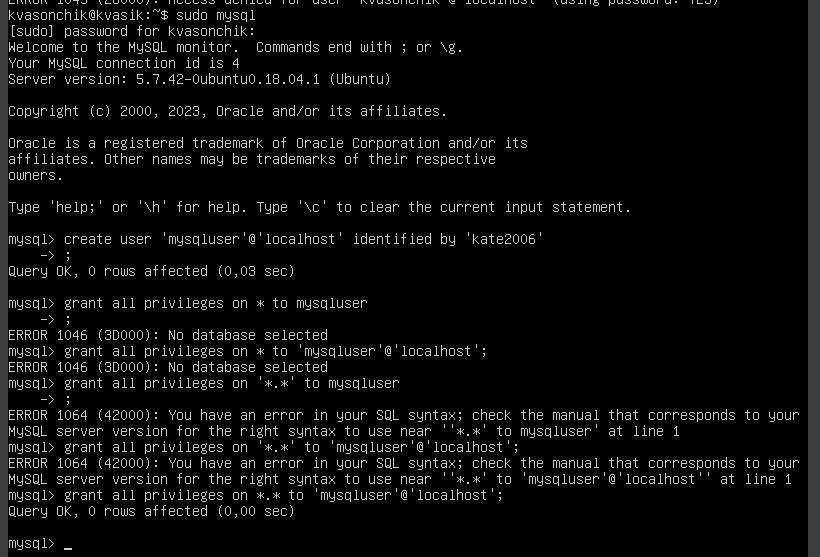 ERROR 1045 (28000): Access denied for user 'kvasonchik'@'localhost' (using password: YES)
kvasonchik@kvasik:~$ sudo mysql
[sudo] password for kvasonchik:
Welcome to the MySQL monitor.  Commands end with ; or \g.
Your MySQL connection id is 4
Server version: 5.7.42-0ubuntu0.18.04.1 (Ubuntu)
Copyright (c) 2000, 2023, Oracle and/or its affiliates.
Oracle is a registered trademark of Oracle Corporation and/or its
affiliates. Other names may be trademarks of their respective
owners.
Type 'help;' or '\h' for help. Type '\c' to clear the current input statement.
mysql> create user 'mysqluser'@'localhost' identified by 'kate2006'
    -> ;
Query OK, 0 rows affected (0,03 sec)
mysql> grant all privileges on * to mysqluser
    -> ;
ERROR 1046 (3D000): No database selected
mysql> grant all privileges on * to 'mysqluser'@'localhost';
ERROR 1046 (3D000): No database selected
mysql> grant all privileges on '*.*' to mysqluser
    -> ;
ERROR 1064 (42000): You have an error in your SQL syntax; check the manual that corresponds to your
MySQL server version for the right syntax to use near ''*.*' to mysqluser' at line 1
mysql> grant all privileges on '*.*' to 'mysqluser'@'localhost';
ERROR 1064 (42000): You have an error in your SQL syntax; check the manual that corresponds to your
MySQL server version for the right syntax to use near ''*.*' to 'mysqluser'@'localhost'' at line 1
mysql> grant all privileges on *.* to 'mysqluser'@'localhost';
Query OK, 0 rows affected (0,00 sec)
mysql> _